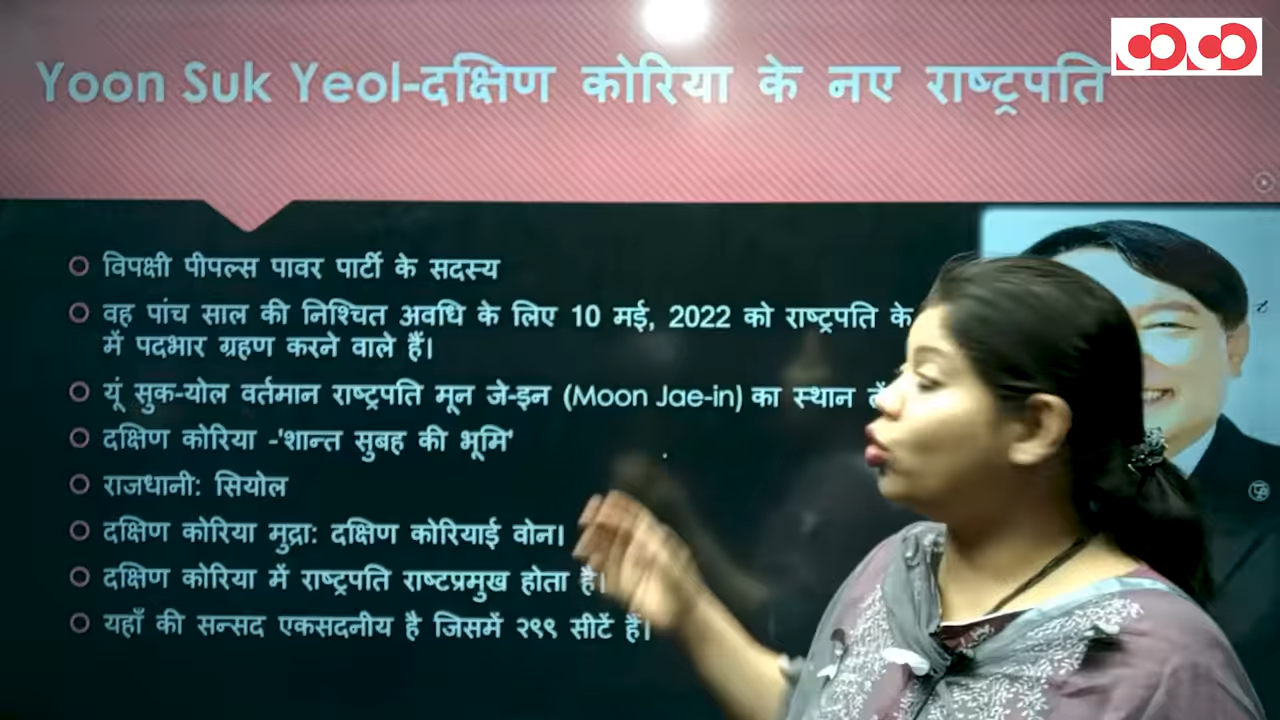 Yoon Suk Yeol-दक्षिण कोरिया के नए राष्ट्रपति
विपक्षी पीपल्स पावर पार्टी के सदस्य
वह पांच साल की निश्चित अवधि के लिए 10 मई, 2022 को राष्ट्रपति के
में पदभार ग्रहण करने वाले हैं।
यूं सुक-योल वर्तमान राष्ट्रपति मून जे-इन (Moon Jae-in) का स्थान
दक्षिण कोरिया -'शान्त सुबह की भूमि'
राजधानी: सियोल
दक्षिण कोरिया मुद्रा: दक्षिण कोरियाई वोन।
दक्षिण कोरिया में राष्ट्रपति राष्टप्रमुख होता है।
यहाँ की सन्सद एकसदनीय है जिसमें २९९ सीटें हैं।